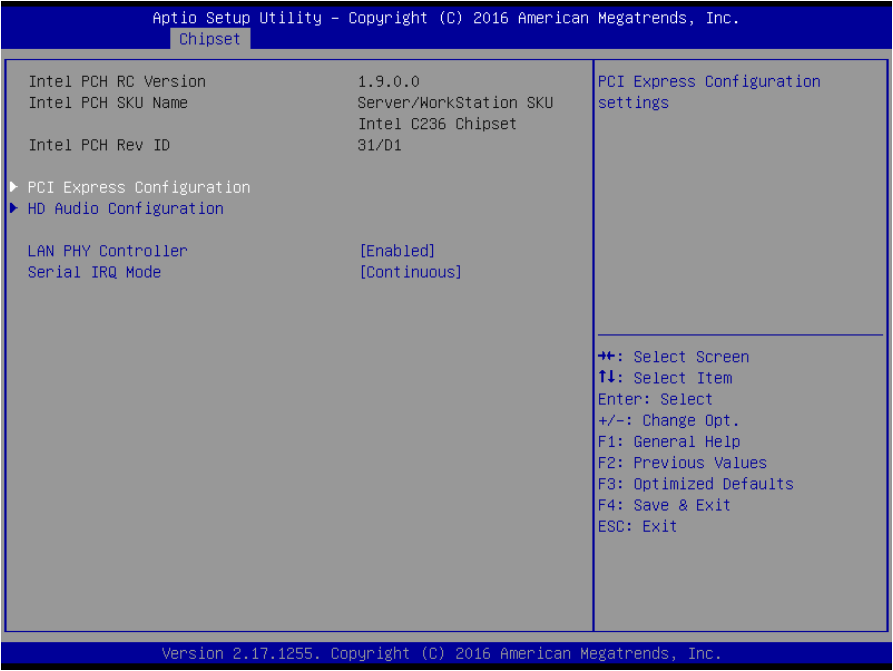 Aptio Setup Utility – Copyright (C) 2016 American Megatrends, Inc.
Chipset
Intel PCH RC Version 1.9.0.0
Intel PCH SKU Name Server/WorkStation SKU
Intel C236 Chipset
Intel PCH Rev ID 31/D1
PCI Express Configuration
HD Audio Configuration
LAN PHY Controller [Enabled]
Serial IRQ Mode [Continuous]
PCI Express Configuration
settings
→←: Select Screen
↑↓: Select Item
Enter: Select
+/-: Change Opt.
F1: General Help
F2: Previous Values
F3: Optimized Defaults
F4: Save & Exit
ESC: Exit
Version 2.17.1255. Copyright (C) 2016 American Megatrends, Inc.